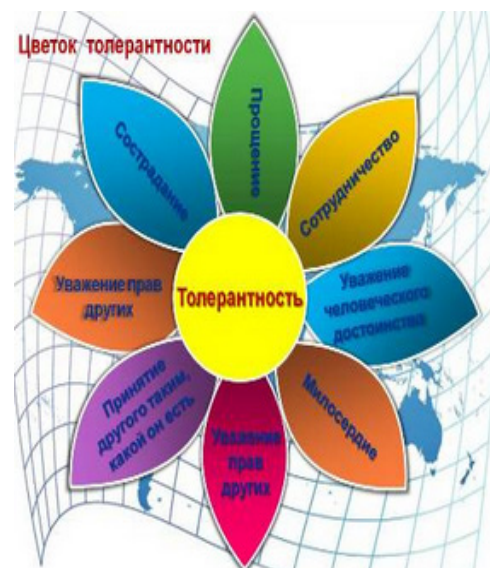 Цветок толерантности
Прощение
Сотрудничество
Уважение
человеческого
достоинства
Милосердие
Уважение
прав
других
Принятие
другого таким,
какой он есть
Уважение прав
других
Сострадание
Толерантность